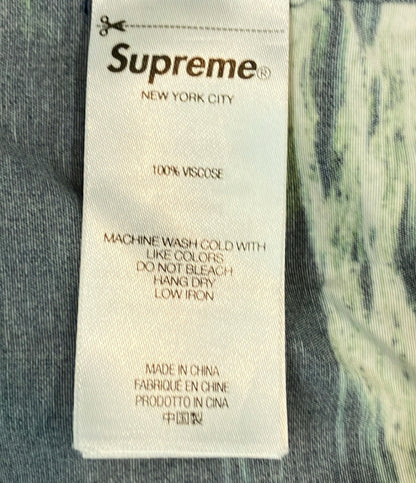 Supreme®
NEW YORK CITY
100% VISCOSE
MACHINE WASH COLD WITH
LIKE COLORS
DO NOT BLEACH
HANG DRY
LOW IRON
MADE IN CHINA
FABRIQUÉ EN CHINE
PRODOTTO IN CINA
中国製